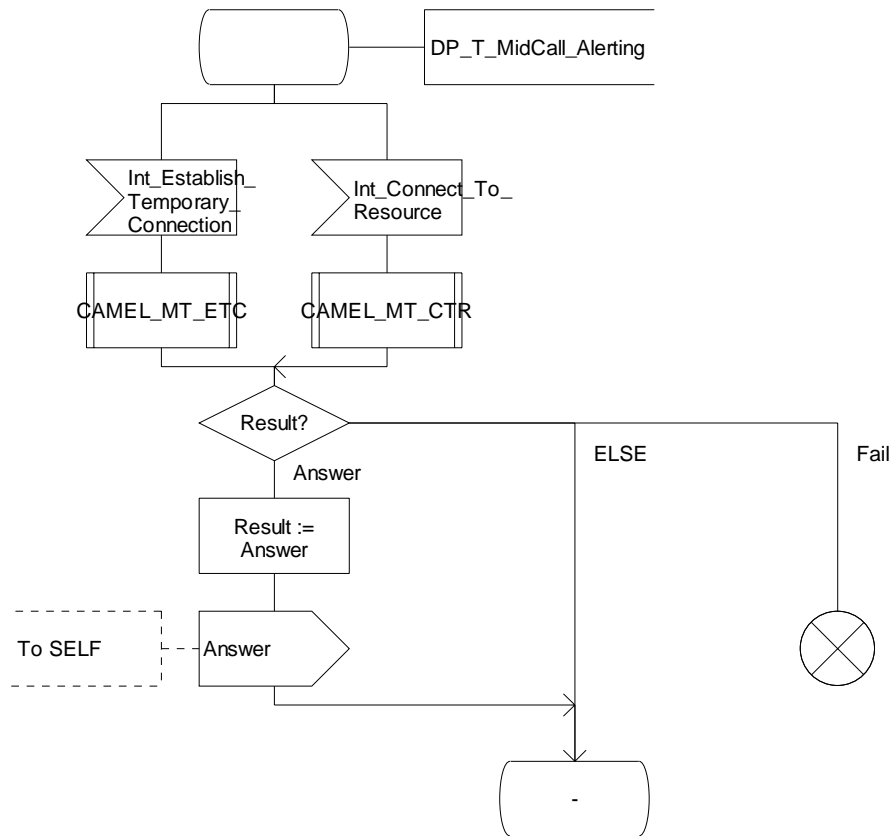 DP_T_MidCall_Alerting
Int_Establish_
Temporary_
Connection
Int_Connect_To_
Resource
CAMEL_MT_ETC
CAMEL_MT_CTR
Result?
ELSE
Fail
Answer
Result :=
Answer
To SELF
Answer
-